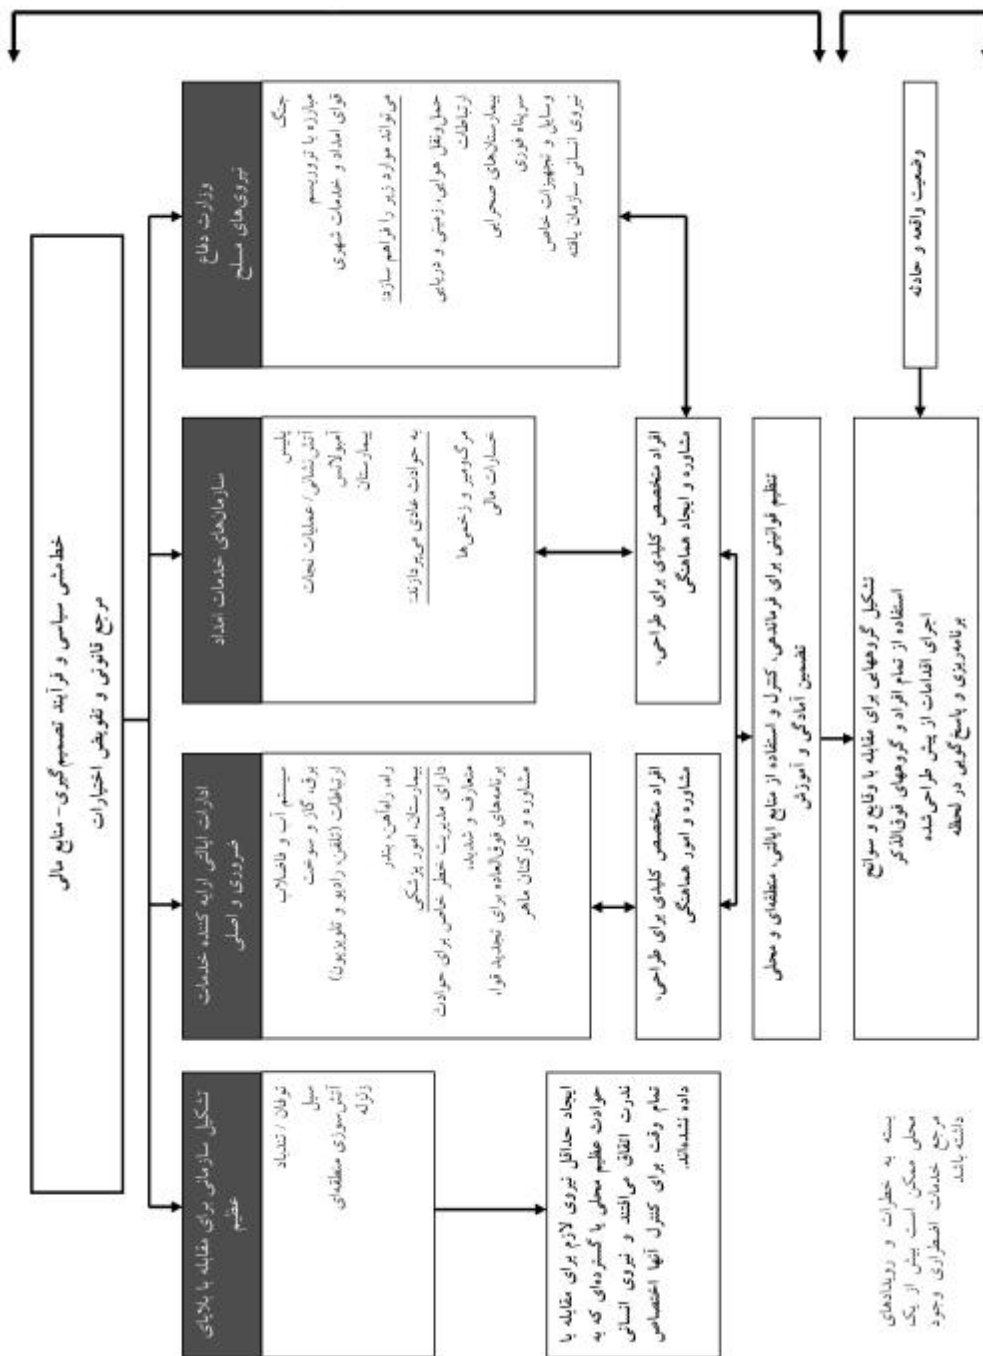 خط‌مشی سیاسی و فرآیند تصمیم‌گیری- منابع مالی
مرجع قانونی و تفویض اختیارات
وزارت دفاع
نیروی‌های مسلح
جنگ
مبارزه با تروریسم
قوای امداد و خدمات شهری
می‌تواند موارد زیر را فراهم سازد:
حمل‌ونقل هوایی، زمینی و دریایی
ارتباطات
بیمارستان‌های صحرایی
سرپناه فوری
وسایل و تجهیزات خاص
نیروی انسانی سازمان یافته
سازمان‌های خدمات امداد
پلیس
آتش‌نشانی/ عملیات نجات
آمبولانس
بیمارستان
به حوادث عادی می‌پردازند:
مرگ‌ومیر و زخمی‌ها
خسارات مالی
ادارات ایالتی ارایه کننده خدمات
ضروری و اصلی
سیستم آب و فاضلاب
برق، گاز و سوخت
ارتباطات (تلفن، رادیو و تلویزیون)
راه، راه‌آهن، بندر
بیمارستان، امور پزشکی
دارای مدیریت خطر خاص برای حوادث
متعارف و شدید،
برنامه‌های فوق‌العاده برای تجدید قوا،
مشاوره و کارکنان ماهر
تشکیل سازمانی برای مقابله با بلایای
عظیم
توفان / تندباد
سیل
آتش‌سوزی منطقه‌ای
زلزله
افراد متخصص کلیدی برای طراحی،
مشاوره و ایجاد هماهنگی
افراد متخصص کلیدی برای طراحی،
مشاوره و امور هماهنگی
ایجاد حداقل نیروی لازم برای مقابله با
حوادث عظیم محلی یا گسترده‌ای که به
ندرت اتفاق می‌افتند و نیروی انسانی
تمام وقت برای کنترل آنها اختصاص
داده نشده‌اند.
تنظیم قوانینی برای فرماندهی، کنترل و استفاده از منابع ایالتی، منطقه‌ای و محلی
تضمین آمادگی و آموزش
وضعیت واقعه و حادثه
تشکیل گروههایی برای مقابله با وقایع و سوانح
استفاده از تمام افراد و گروههای فوق‌الذکر
اجرای اقدامات از پیش طراحی‌شده
برنامه‌ریزی و پاسخ‌گویی در لحظه
بسته به خطرات و رویدادهای
محلی ممکن است بیش از یک
مرجع خدمات اضطراری وجود
داشته باشد